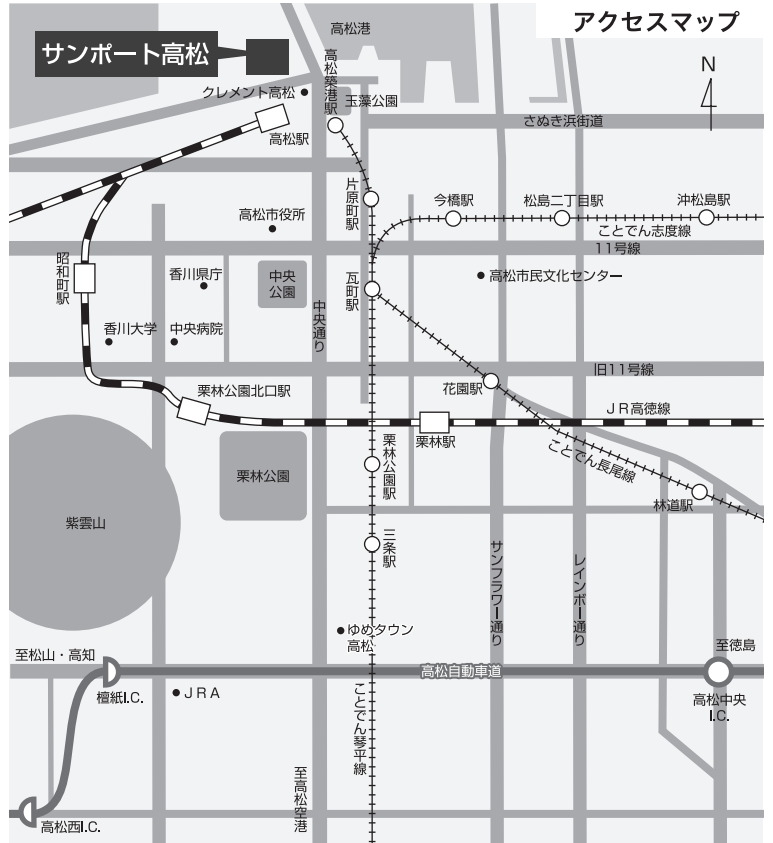 アクセスマップ
高松港
サンポート高松
N
クレメント高松
高松築港駅
玉藻公園
さぬき浜街道
高松駅
片原町駅
今橋駅
松島二丁目駅
沖松島駅
ことでん志度線
高松市役所
11号線
昭和町駅
香川県庁
中央
公園
中央通り
瓦町駅
高松市民文化センター
香川大学
中央病院
旧11号線
栗林公園北口駅
花園駅
JR高徳線
栗林駅
栗林公園
栗林公園駅
ことでん長尾線
林道駅
紫雲山
三条駅
サンフラワー通り
レインボー通り
ゆめタウン
高松
至松山・高知
至徳島
高松自動車道
檀紙I.C.
JRA
高松中央
I.C.
ことでん琴平線
至高松空港
高松西I.C.